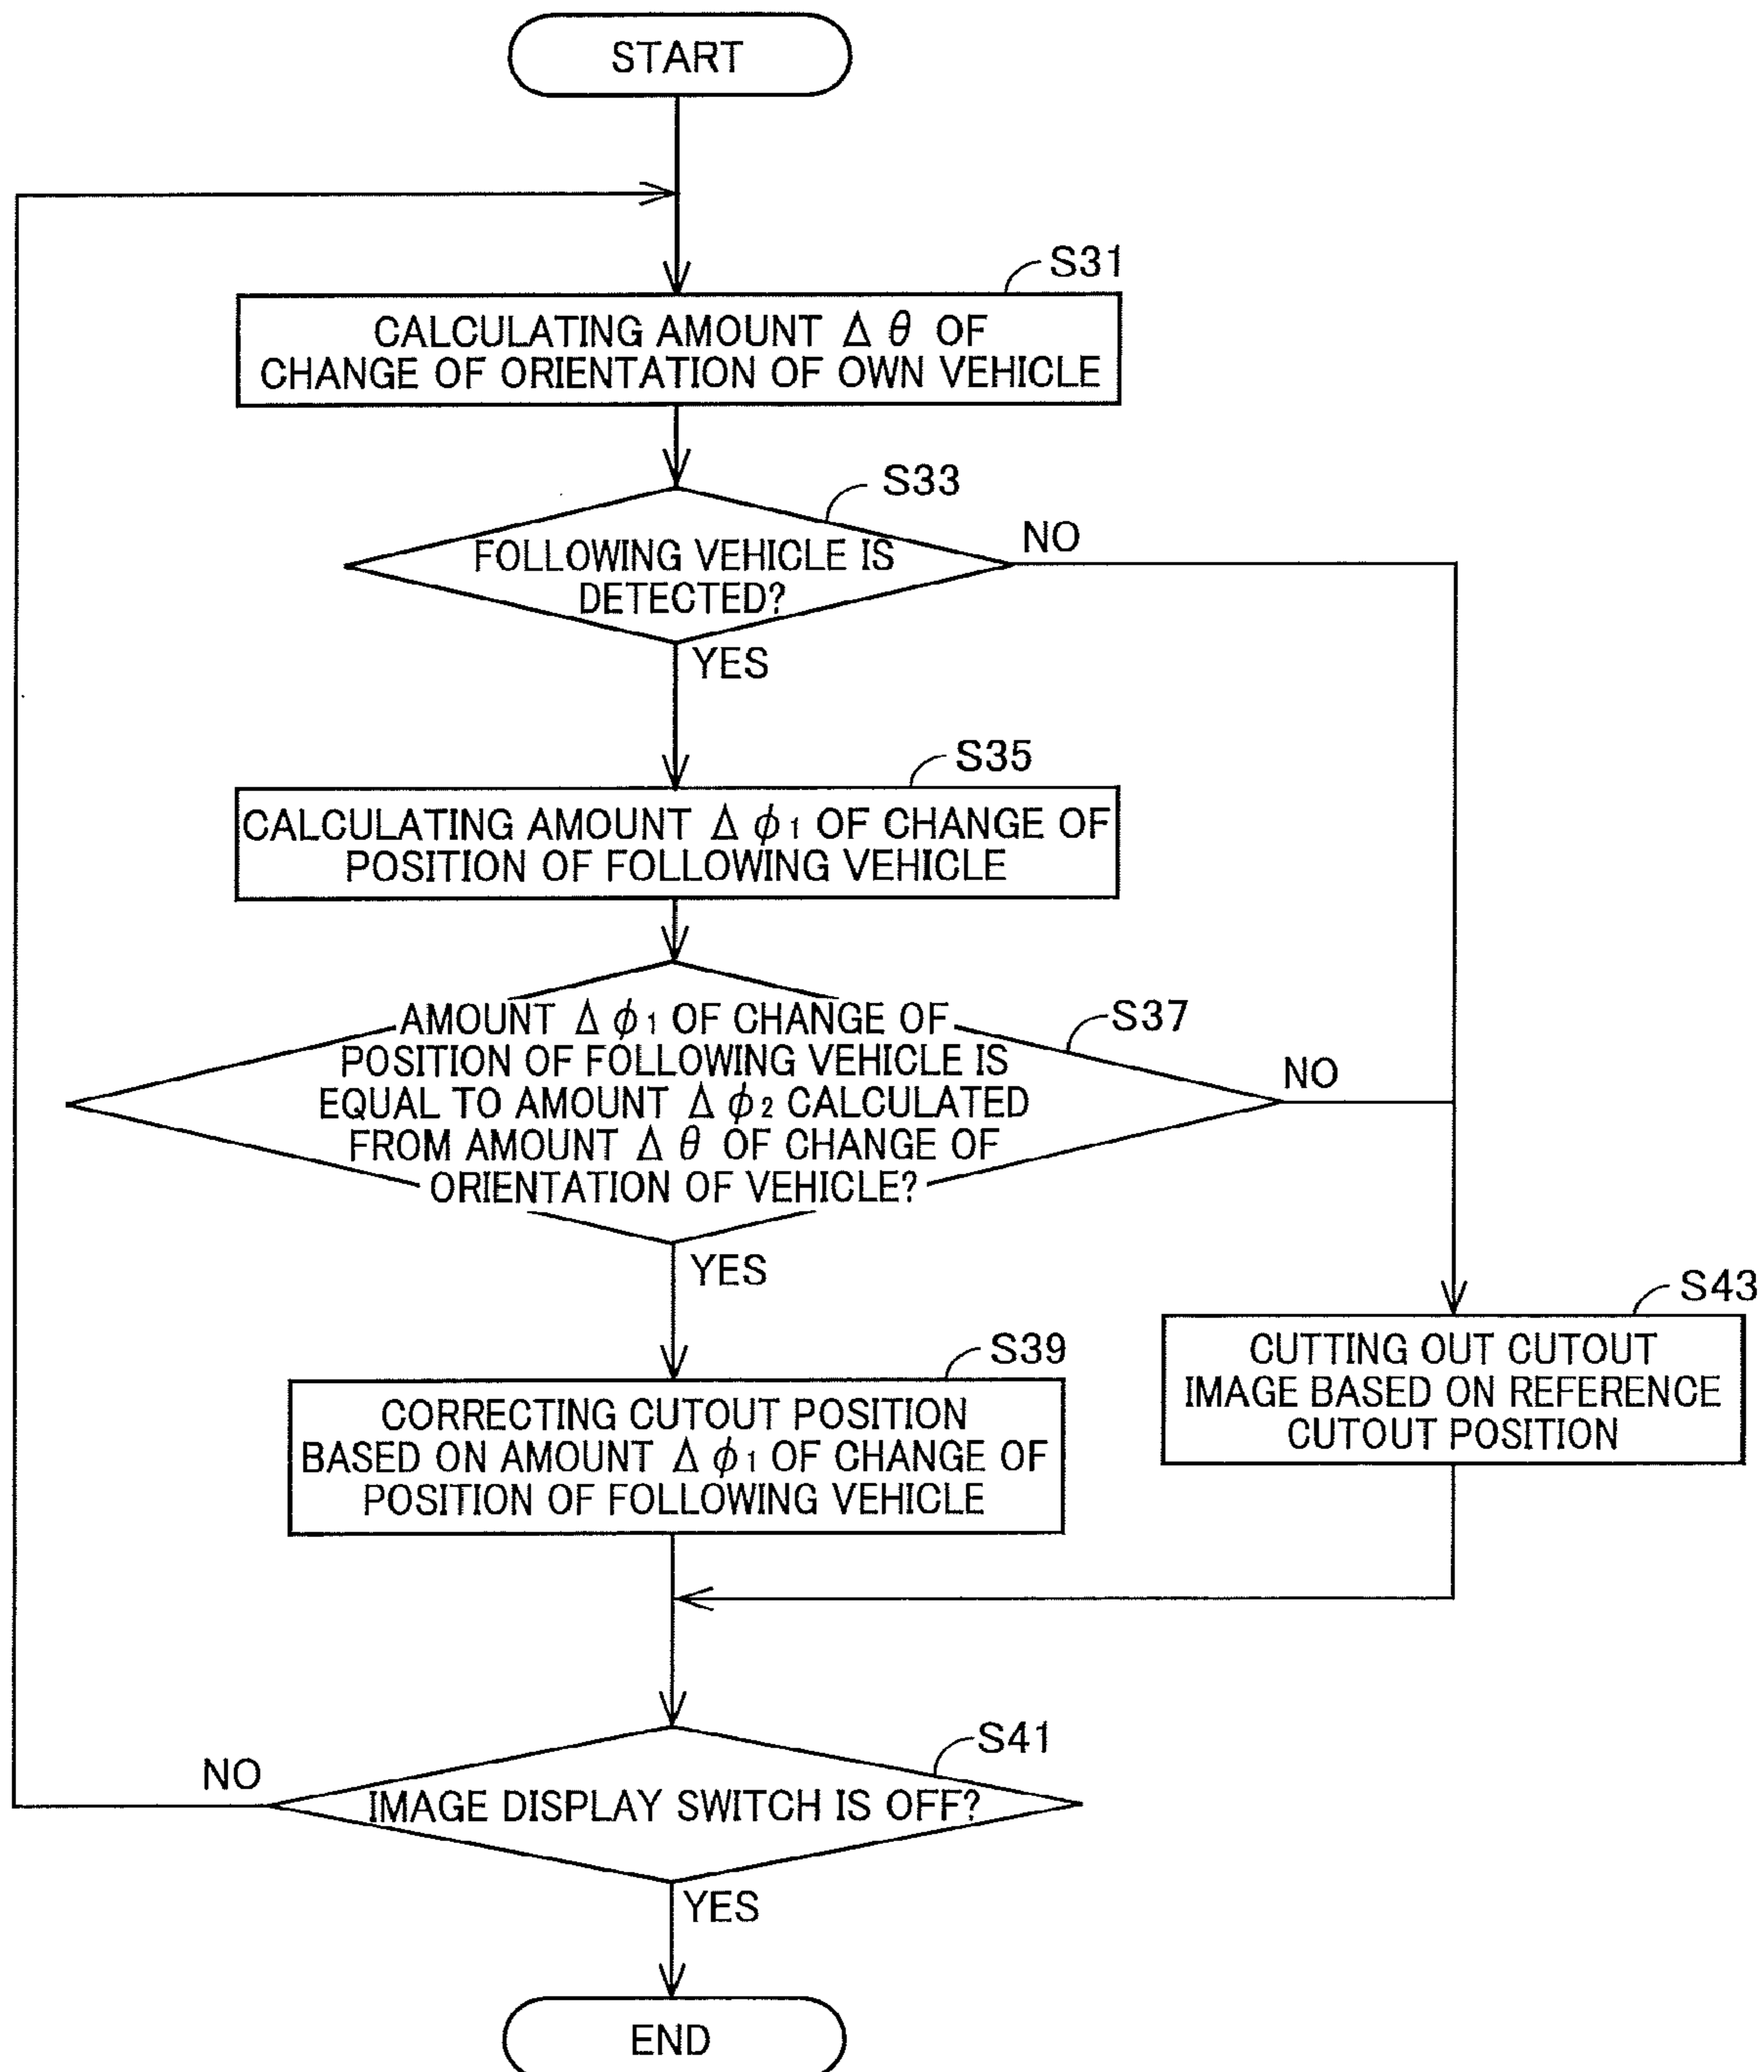 START
S31
CALCULATING AMOUNT Δθ OF
CHANGE OF ORIENTATION OF OWN VEHICLE
S33
FOLLOWING VEHICLE IS
DETECTED?
NO
YES
S35
CALCULATING AMOUNT Δϕ1 OF CHANGE OF
POSITION OF FOLLOWING VEHICLE
S37
AMOUNT Δϕ1 OF CHANGE OF
POSITION OF FOLLOWING VEHICLE IS
EQUAL TO AMOUNT Δϕ2 CALCULATED
FROM AMOUNT Δθ OF CHANGE OF
ORIENTATION OF VEHICLE?
NO
YES
S43
CUTTING OUT CUTOUT
IMAGE BASED ON REFERENCE
CUTOUT POSITION
S39
CORRECTING CUTOUT POSITION
BASED ON AMOUNT Δϕ1 OF CHANGE OF
POSITION OF FOLLOWING VEHICLE
S41
NO
IMAGE DISPLAY SWITCH IS OFF?
YES
END